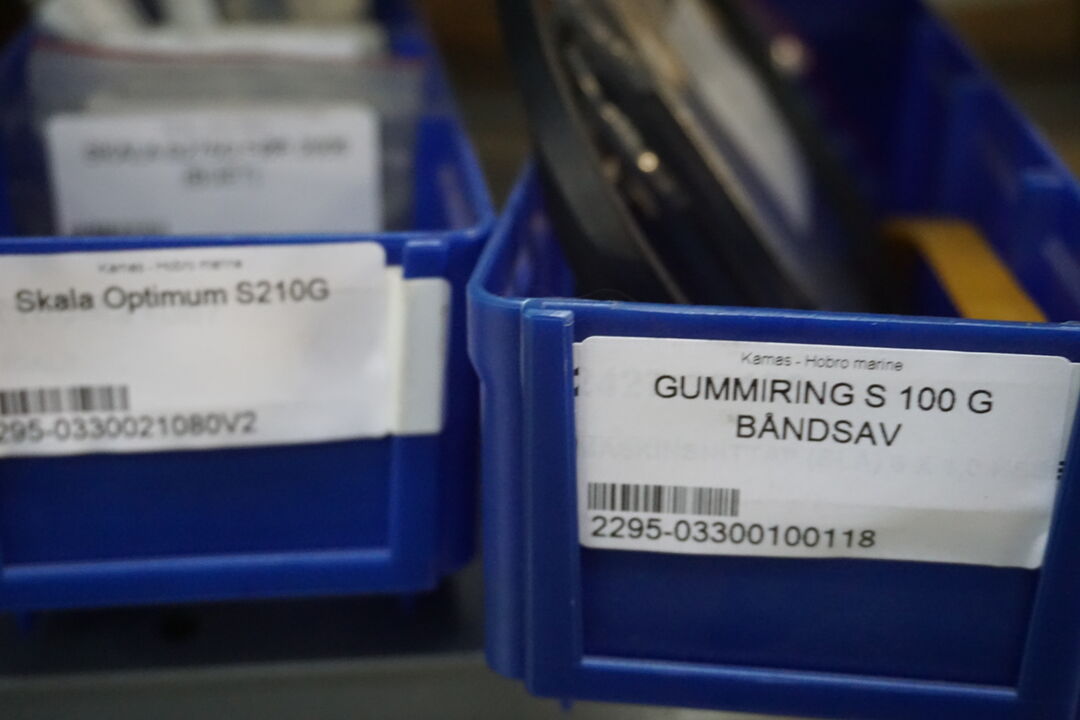 Kamas - Hobro marine
Skala Optimum S210G
295-0330021080V2
Kamas - Hobro marine
GUMMIRING S 100 G
BÅNDSAV
2295-03300100118